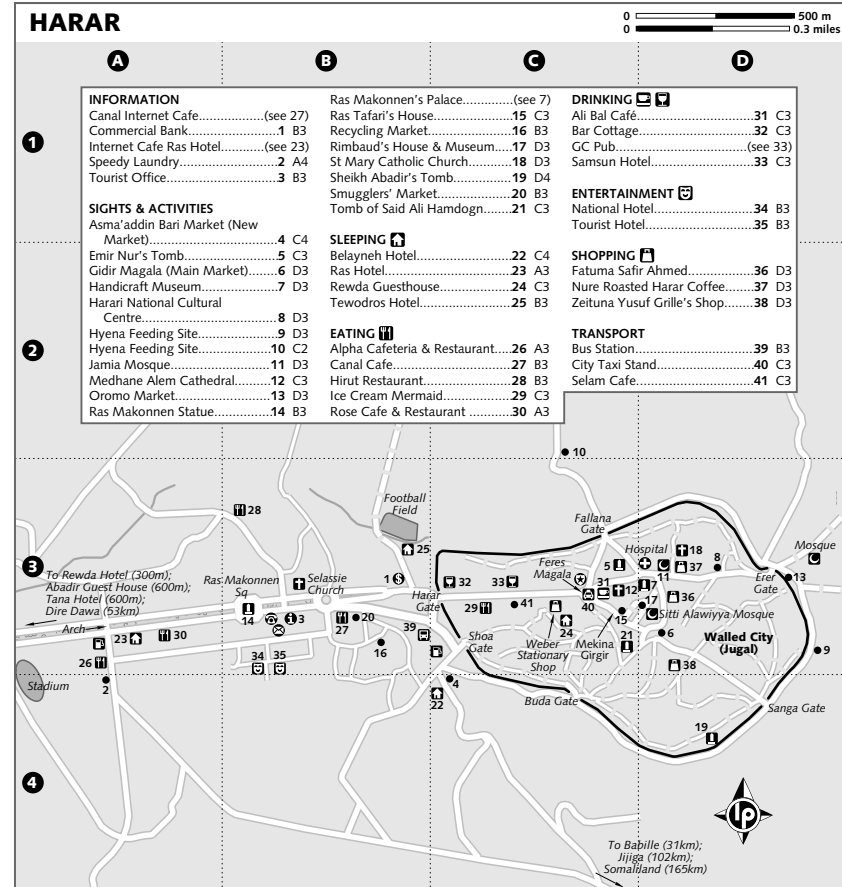 HARAR
0 500 m
0 0.3 miles
A B C D
1
2
3
4
INFORMATION
Canal Internet Cafe..............(see 27)
Commercial Bank.....................1 B3
Internet Cafe Ras Hotel..........(see 23)
Speedy Laundry........................2 A4
Tourist Office............................3 B3
SIGHTS & ACTIVITIES
Asma'addin Bari Market (New
Market)................................4 C4
Emir Nur's Tomb......................5 C3
Gidir Magala (Main Market)......6 D3
Handicraft Museum..................7 D3
Harari National Cultural
Centre..................................8 D3
Hyena Feeding Site...................9 D3
Hyena Feeding Site.................10 C2
Jamia Mosque........................11 D3
Medhane Alem Cathedral.......12 C3
Oromo Market.......................13 D3
Ras Makonnen Statue.............14 B3
Ras Makonnen's Palace..............(see 7)
Ras Tafari's House....................15 C3
Recycling Market.....................16 B3
Rimbaud's House & Museum....17 D3
St Mary Catholic Church...........18 D3
Sheikh Abadir's Tomb...............19 D4
Smugglers' Market...................20 B3
Tomb of Said Ali Hamdogn.......21 C3
SLEEPING
Belayneh Hotel........................22 C4
Ras Hotel................................23 A3
Rewda Guesthouse..................24 C3
Tewodros Hotel.......................25 B3
EATING
Alpha Cafeteria & Restaurant....26 A3
Canal Cafe..............................27 B3
Hirut Restaurant......................28 B3
Ice Cream Mermaid.................29 C3
Rose Cafe & Restaurant ...........30 A3
DRINKING
Ali Bal Café.............................31 C3
Bar Cottage.............................32 C3
GC Pub..................................(see 33)
Samsun Hotel..........................33 C3
ENTERTAINMENT
National Hotel.........................34 B3
Tourist Hotel...........................35 B3
SHOPPING
Fatuma Safir Ahmed................36 D3
Nure Roasted Harar Coffee.......37 D3
Zeituna Yusuf Grille's Shop........38 D3
TRANSPORT
Bus Station..............................39 B3
City Taxi Stand........................40 C3
Selam Cafe.............................41 C3
10
28
Football
Field
25
Fallana
Gate
Hospital
18
8
Mosque
To Rewda Hotel (300m);
Abadir Guest House (600m);
Tana Hotel (600m);
Dire Dawa (53km)
Ras Makonnen
Sq
Selassie
Church
1
$
32
33
Feres
Magala
5
31
11
37
13
Erer
Gate
Harar
Gate
12
7
36
Arch
14
3
20
29
41
40
15
17
Sitti Alawiyya Mosque
23
30
27
39
Shoa
Gate
Weber
Stationary
Shop
24
Mekina
Girgir
21
6
Walled City
(Jugal)
9
26
16
34 35
38
Stadium
2
4
22
Buda Gate
Sanga Gate
19
lp
To Babille (31km);
Jijiga (102km);
Somaliland (165km)